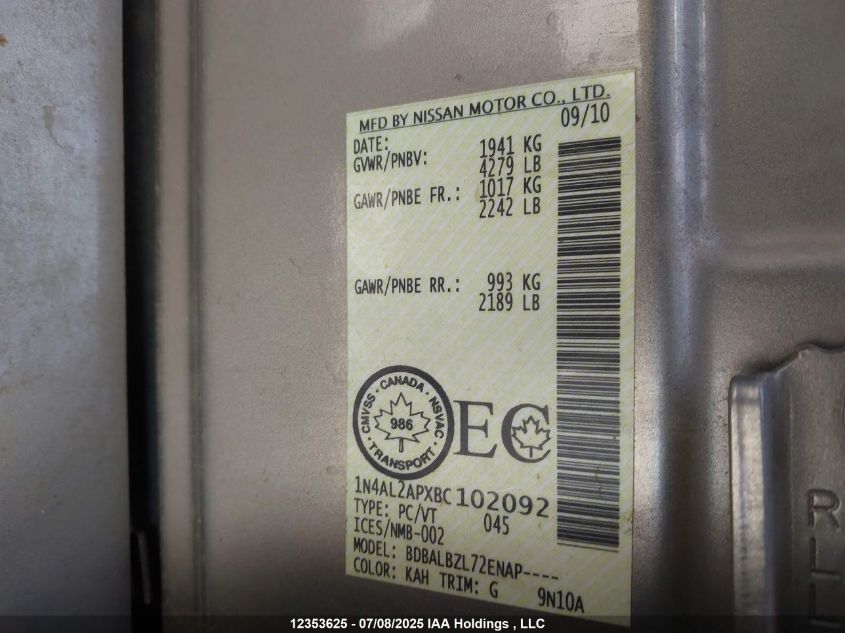 MFD BY NISSAN MOTOR CO., LTD.
DATE: 09/10
GVWR/PNBV: 1941 KG
4279 LB
GAWR/PNBE FR.: 1017 KG
2242 LB
GAWR/PNBE RR.: 993 KG
2189 LB
CMVSS · CANADA · NSVAC
986
· TRANSPORT ·
EC
1N4AL2APXBC102092
TYPE: PC/VT 045
ICES/NMB-002
MODEL: BDBALBZL72ENAP----
COLOR: KAH TRIM: G 9N10A
R
L
L
12353625 - 07/08/2025 IAA Holdings , LLC